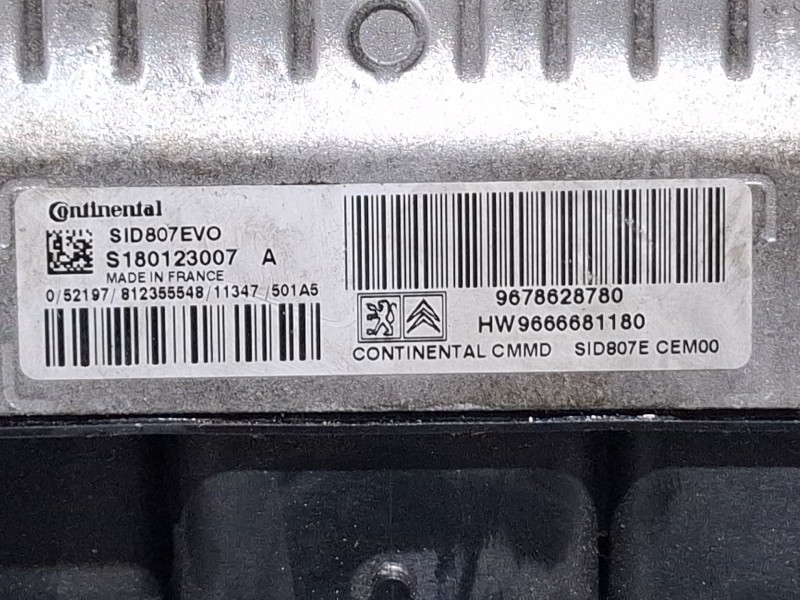 Continental
SID807EVO
S180123007 A
MADE IN FRANCE
0/52197/812355548/11347/501A5
9678628780
HW9666681180
CONTINENTAL CMMD SID807E CEM00